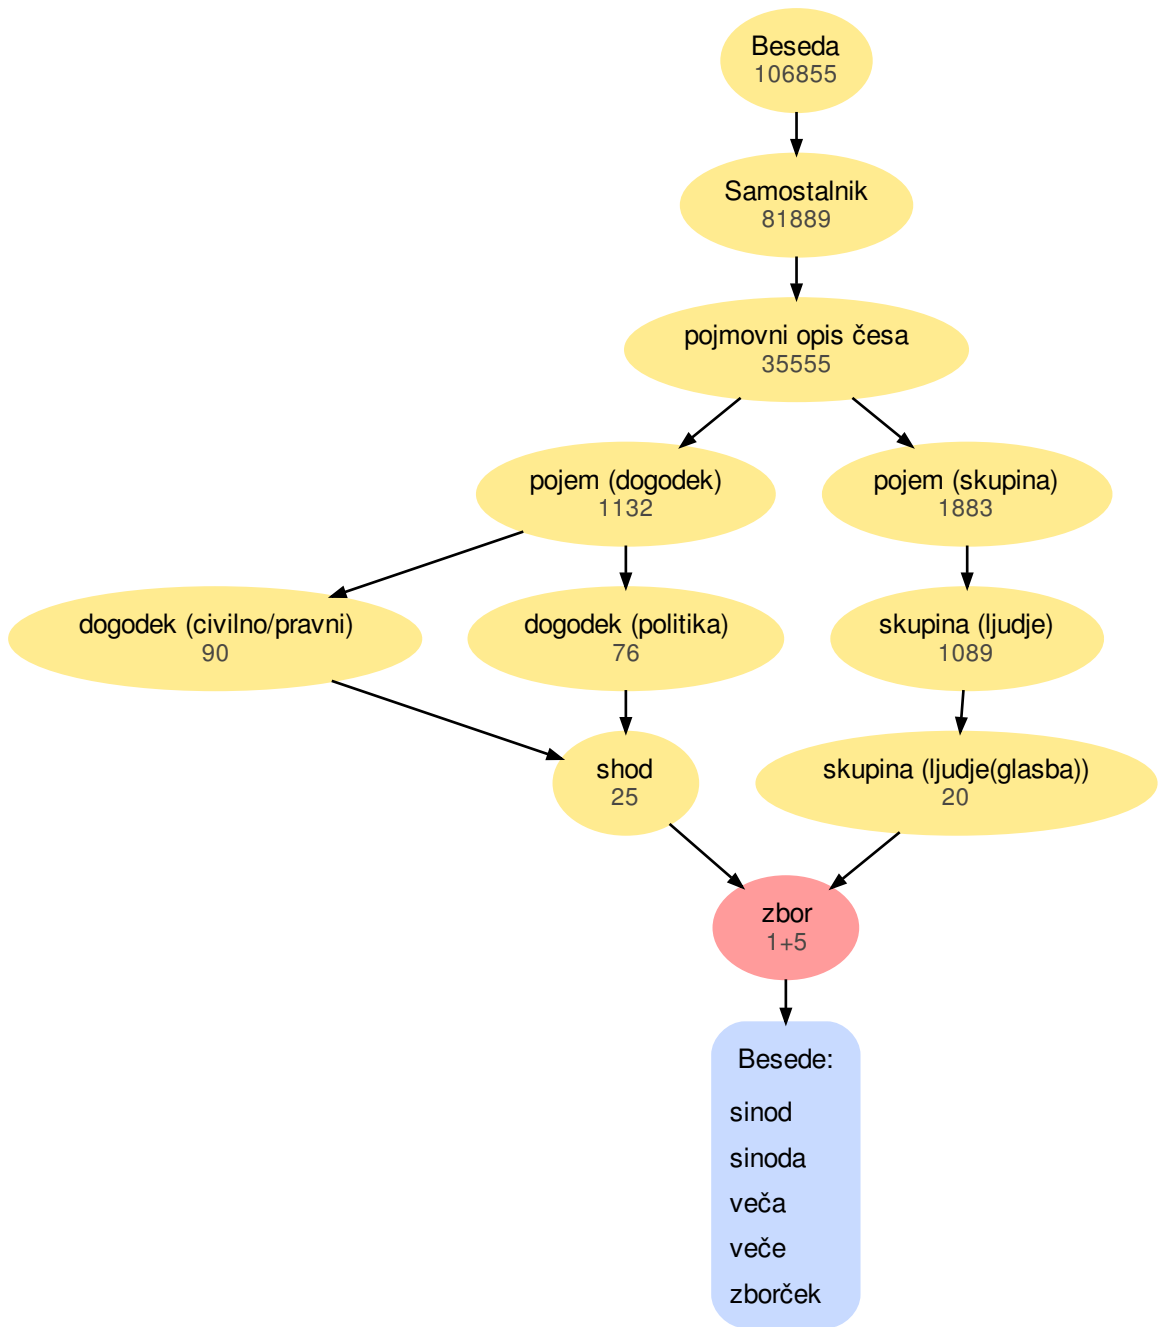 Beseda
106855
Samostalnik
81889
pojmovni opis česa
35555
pojem (dogodek)
1132
pojem (skupina)
1883
dogodek (civilno/pravni)
90
dogodek (politika)
76
skupina (ljudje)
1089
shod
25
skupina (ljudje(glasba))
20
zbor
1+5
Besede:
sinod
sinoda
veča
veče
zborček